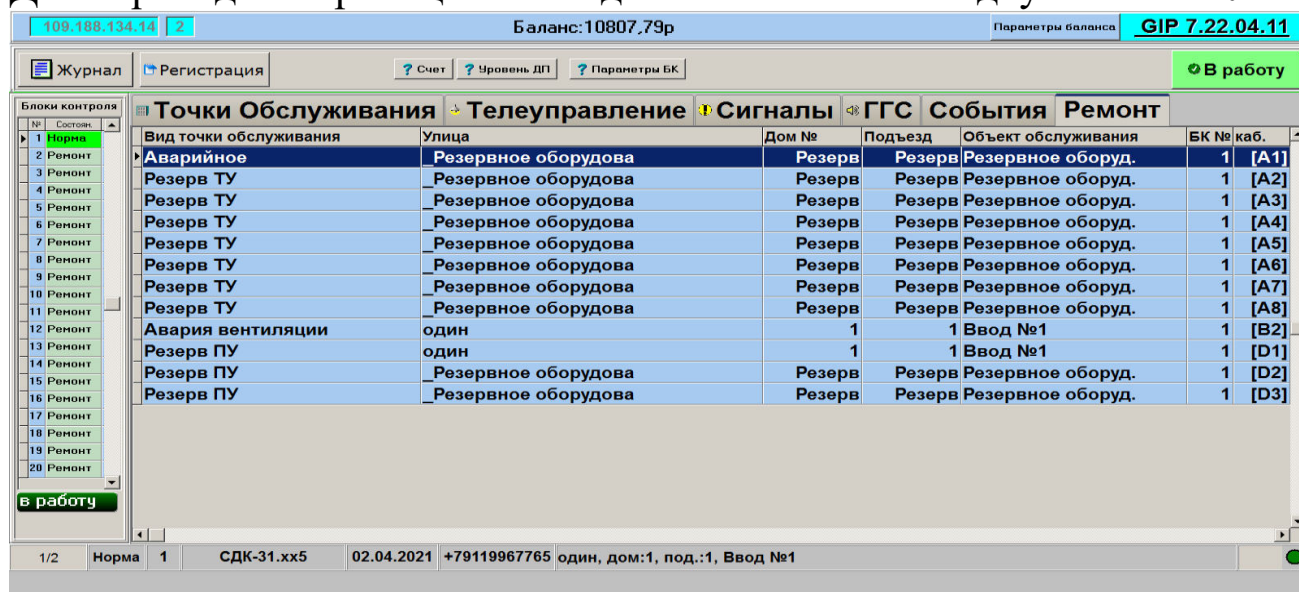 109.188.134.14 2 Баланс:10807,79р Параметры баланса GIP 7.22.04.11
Журнал Регистрация ? Счет ? Уровень ДП ? Параметры БК В работу
Блоки контроля Точки Обслуживания Телеуправление Сигналы ГГС События Ремонт
№ Состоян.
1 Норма
2 Ремонт
3 Ремонт
4 Ремонт
5 Ремонт
6 Ремонт
7 Ремонт
8 Ремонт
9 Ремонт
10 Ремонт
11 Ремонт
12 Ремонт
13 Ремонт
14 Ремонт
15 Ремонт
16 Ремонт
17 Ремонт
18 Ремонт
19 Ремонт
20 Ремонт
в работу
Вид точки обслуживания Улица Дом № Подъезд Объект обслуживания БК № каб.
Аварийное _Резервное оборудова Резерв Резерв Резервное оборуд. 1 [A1]
Резерв ТУ _Резервное оборудова Резерв Резерв Резервное оборуд. 1 [A2]
Резерв ТУ _Резервное оборудова Резерв Резерв Резервное оборуд. 1 [A3]
Резерв ТУ _Резервное оборудова Резерв Резерв Резервное оборуд. 1 [A4]
Резерв ТУ _Резервное оборудова Резерв Резерв Резервное оборуд. 1 [A5]
Резерв ТУ _Резервное оборудова Резерв Резерв Резервное оборуд. 1 [A6]
Резерв ТУ _Резервное оборудова Резерв Резерв Резервное оборуд. 1 [A7]
Резерв ТУ _Резервное оборудова Резерв Резерв Резервное оборуд. 1 [A8]
Авария вентиляции один 1 1 Ввод №1 1 [B2]
Резерв ПУ один 1 1 Ввод №1 1 [D1]
Резерв ПУ _Резервное оборудова Резерв Резерв Резервное оборуд. 1 [D2]
Резерв ПУ _Резервное оборудова Резерв Резерв Резервное оборуд. 1 [D3]
1/2 Норма 1 СДК-31.хх5 02.04.2021 +79119967765 один, дом:1, под.:1, Ввод №1